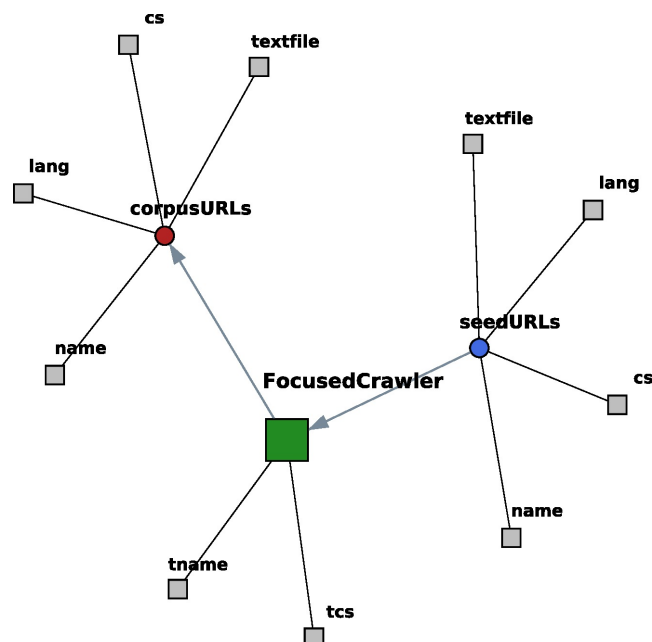 cs
textfile
textfile
lang
lang
corpusURLs
seedURLs
name
FocusedCrawler
cs
name
tname
tcs